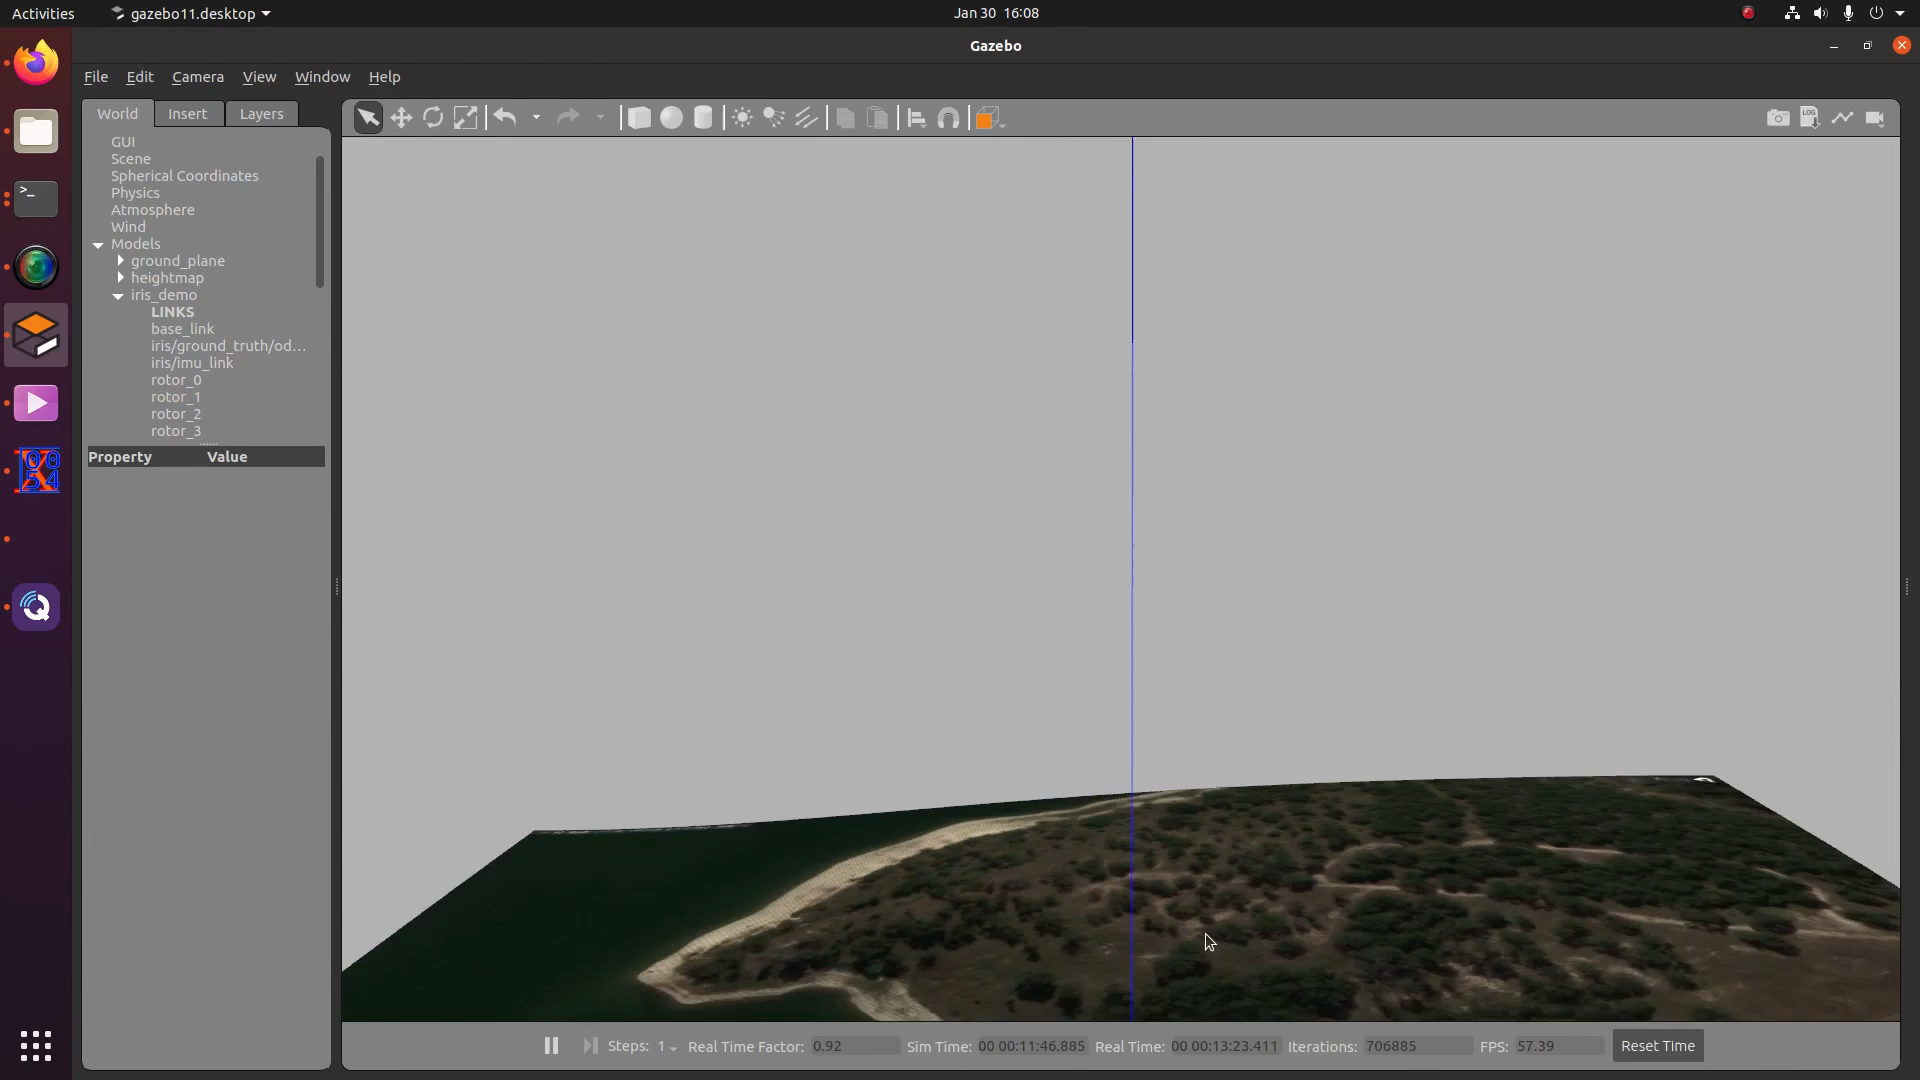 Activities gazebo11.desktop Jan 30 16:08
Gazebo
File Edit Camera View Window Help
World Insert Layers
LOG
GUI
Scene
Spherical Coordinates
Physics
Atmosphere
Wind
Models
ground_plane
heightmap
iris_demo
LINKS
base_link
iris/ground_truth/od...
iris/imu_link
rotor_0
rotor_1
rotor_2
rotor_3
Property Value
00
54
Steps: 1 Real Time Factor: 0.92 Sim Time: 00 00:11:46.885 Real Time: 00 00:13:23.411 Iterations: 706885 FPS: 57.39 Reset Time